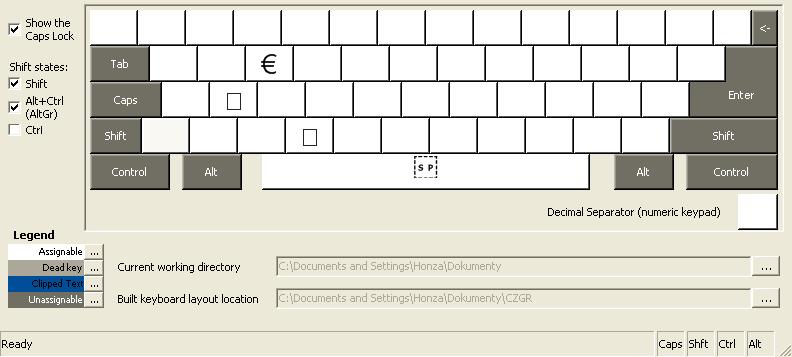 Show the
Caps Lock
<-
Tab
€
Shift states:
Shift
Caps
Enter
Alt+Ctrl
(AltGr)
Ctrl
Shift
Shift
Control
Alt
SP
Alt
Control
Decimal Separator (numeric keypad)
Legend
Assignable ...
Dead key ...
Clipped Text ...
Unassignable ...
Current working directory
C:\Documents and Settings\Honza\Dokumenty
...
Built keyboard layout location
C:\Documents and Settings\Honza\Dokumenty\CZGR
...
Ready
Caps Shft Ctrl Alt